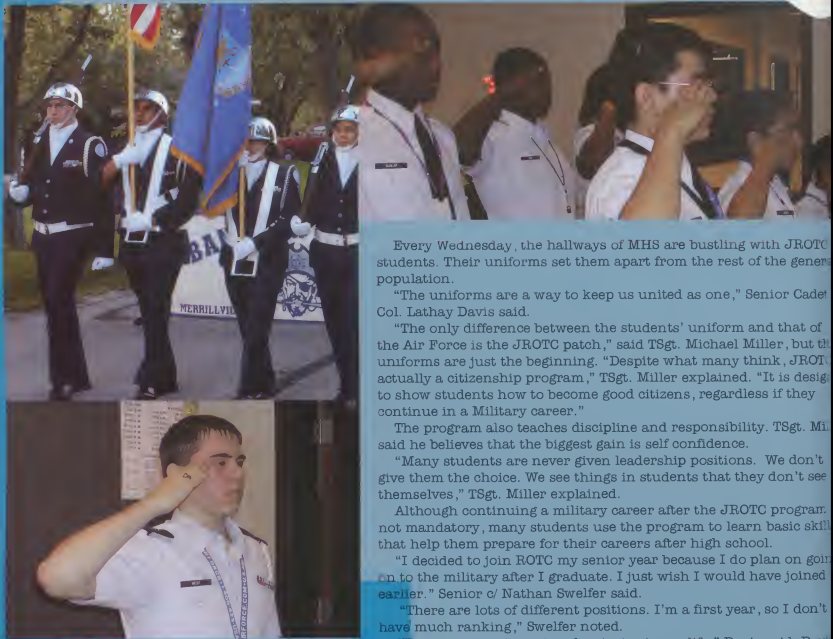 BAN
MERRILLVI
Every Wednesday, the hallways of MHS are bustling with JROTC
students. Their uniforms set them apart from the rest of the genera
population.
"The uniforms are a way to keep us united as one," Senior Cadet
Col. Lathay Davis said.
"The only difference between the students' uniform and that of
the Air Force is the JROTC patch," said TSgt. Michael Miller, but th
uniforms are just the beginning. "Despite what many think, JROTC
actually a citizenship program," TSgt. Miller explained. "It is desig
to show students how to become good citizens, regardless if they
continue in a Military career."
The program also teaches discipline and responsibility. TSgt. Mil
said he believes that the biggest gain is self confidence.
"Many students are never given leadership positions. We don't
give them the choice. We see things in students that they don't see
themselves," TSgt. Miller explained.
Although continuing a military career after the JROTC program
not mandatory, many students use the program to learn basic skill
that help them prepare for their careers after high school.
"I decided to join ROTC my senior year because I do plan on goin
on to the military after I graduate. I just wish I would have joined
earlier." Senior c/ Nathan Swelfer said.
"There are lots of different positions. I'm a first year, so I don't
have much ranking," Swelfer noted.